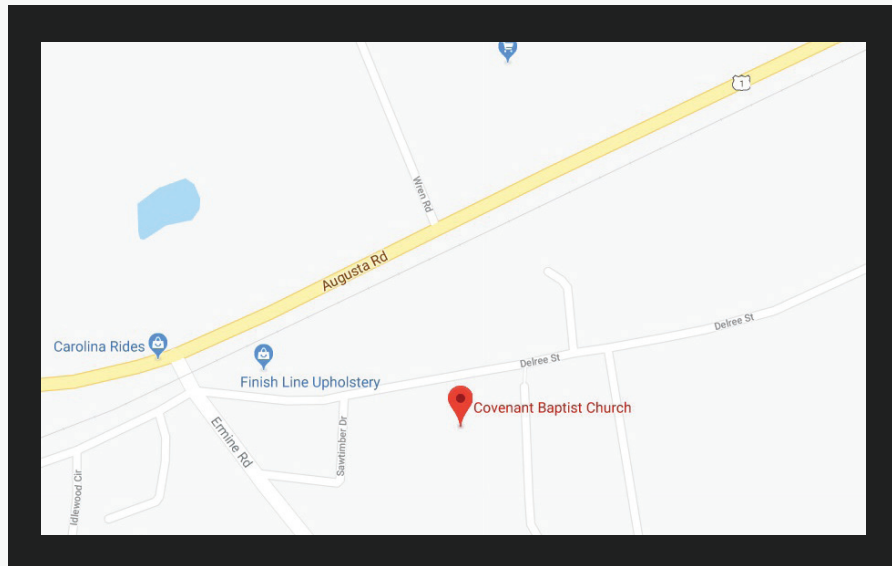 1
Wren Rd
Augusta Rd
Delree St
Carolina Rides
Delree St
Finish Line Upholstery
Covenant Baptist Church
Ermine Rd
Sawtimber Dr
Idlewood Cir